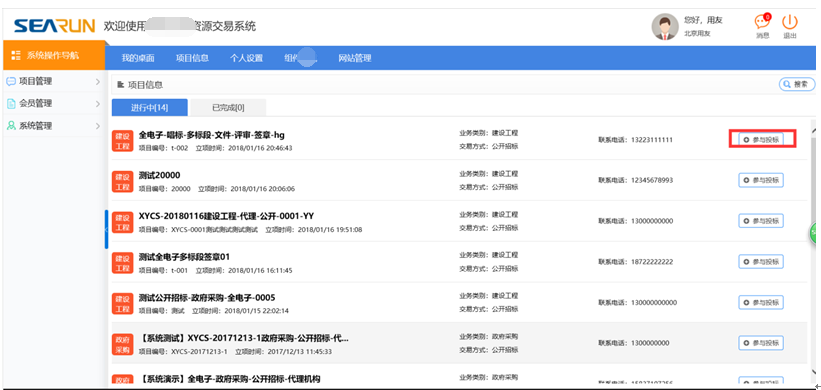 SEARUN 欢迎使用 资源交易系统
您好，用友
北京用友
8
消息
退出
系统操作导航
我的桌面 项目信息 个人设置 组 网站管理
项目管理
会员管理
系统管理
项目信息
搜索
进行中[14] 已完成[0]
建设工程
全电子-唱标-多标段-文件-评审-签章-hg
项目编号：t-002 立项时间：2018/01/16 20:46:43
业务类别：建设工程
交易方式：公开招标
联系电话：13223111111
参与投标
建设工程
测试20000
项目编号：20000 立项时间：2018/01/16 20:06:06
业务类别：建设工程
交易方式：公开招标
联系电话：12345678993
参与投标
建设工程
XYCS-20180116建设工程-代理-公开-0001-YY
项目编号：XYCS-0001测试测试测试测试 立项时间：2018/01/16 19:51:08
业务类别：建设工程
交易方式：公开招标
联系电话：13000000000
参与投标
建设工程
测试全电子多标段签章01
项目编号：t-001 立项时间：2018/01/16 16:11:45
业务类别：建设工程
交易方式：公开招标
联系电话：18722222222
参与投标
建设工程
测试公开招标-政府采购-全电子-0005
项目编号：测试 立项时间：2018/01/15 22:02:14
业务类别：建设工程
交易方式：公开招标
联系电话：130000000000
参与投标
政府采购
【系统测试】XYCS-20171213-1政府采购-公开招标-代...
项目编号：XYCS-20171213-1 立项时间：2017/12/13 11:45:33
业务类别：政府采购
交易方式：公开招标
联系电话：1300000000
参与投标
政府
【系统演示】全电子-政府采购-公开招标-代理机构
业务类别：政府采购